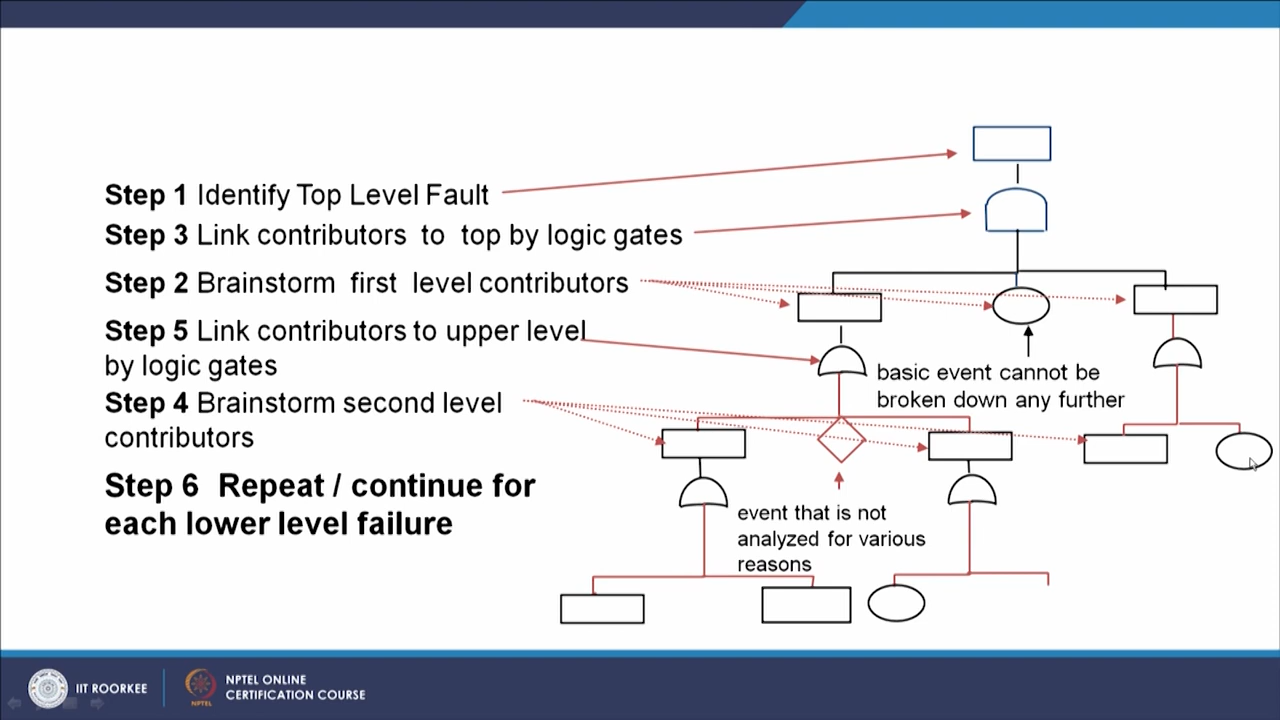 Step 1 Identify Top Level Fault
Step 3 Link contributors to top by logic gates
Step 2 Brainstorm first level contributors
Step 5 Link contributors to upper level
by logic gates
Step 4 Brainstorm second level
contributors
Step 6 Repeat / continue for
each lower level failure
basic event cannot be
broken down any further
event that is not
analyzed for various
reasons
IIT ROORKEE
NPTEL
NPTEL ONLINE
CERTIFICATION COURSE